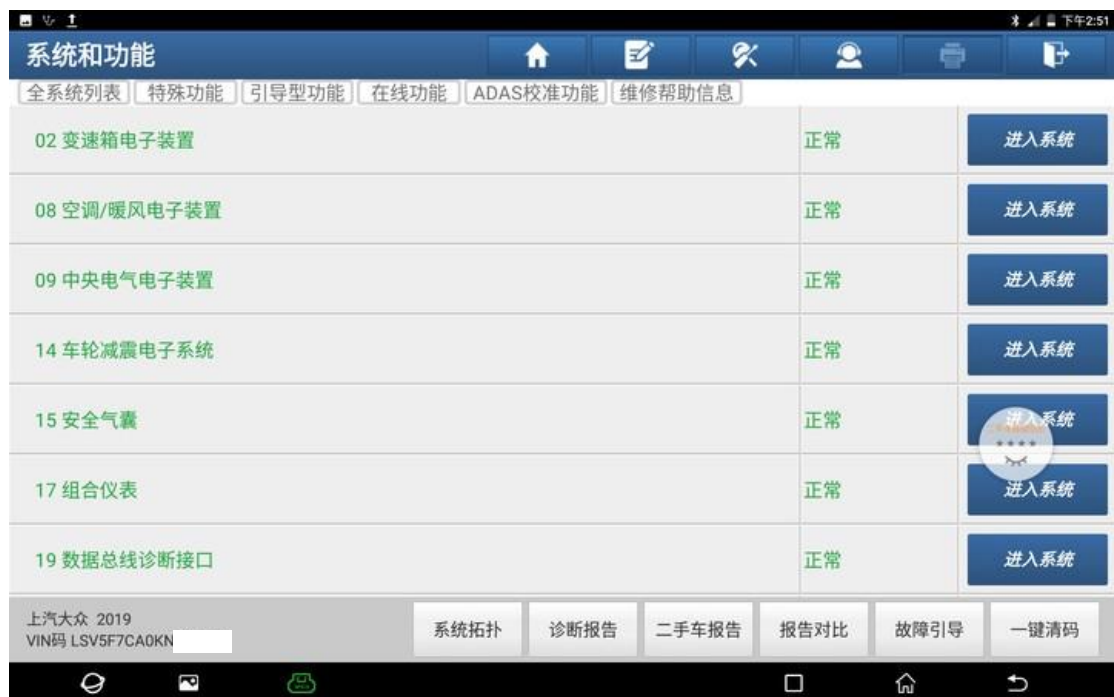 下午2:51
系统和功能
全系统列表 特殊功能 引导型功能 在线功能 ADAS校准功能 维修帮助信息
02 变速箱电子装置 正常 进入系统
08 空调/暖风电子装置 正常 进入系统
09 中央电气电子装置 正常 进入系统
14 车轮减震电子系统 正常 进入系统
15 安全气囊 正常 进入系统
17 组合仪表 正常 进入系统
19 数据总线诊断接口 正常 进入系统
上汽大众 2019
VIN码 LSV5F7CA0KN
系统拓扑 诊断报告 二手车报告 报告对比 故障引导 一键清码